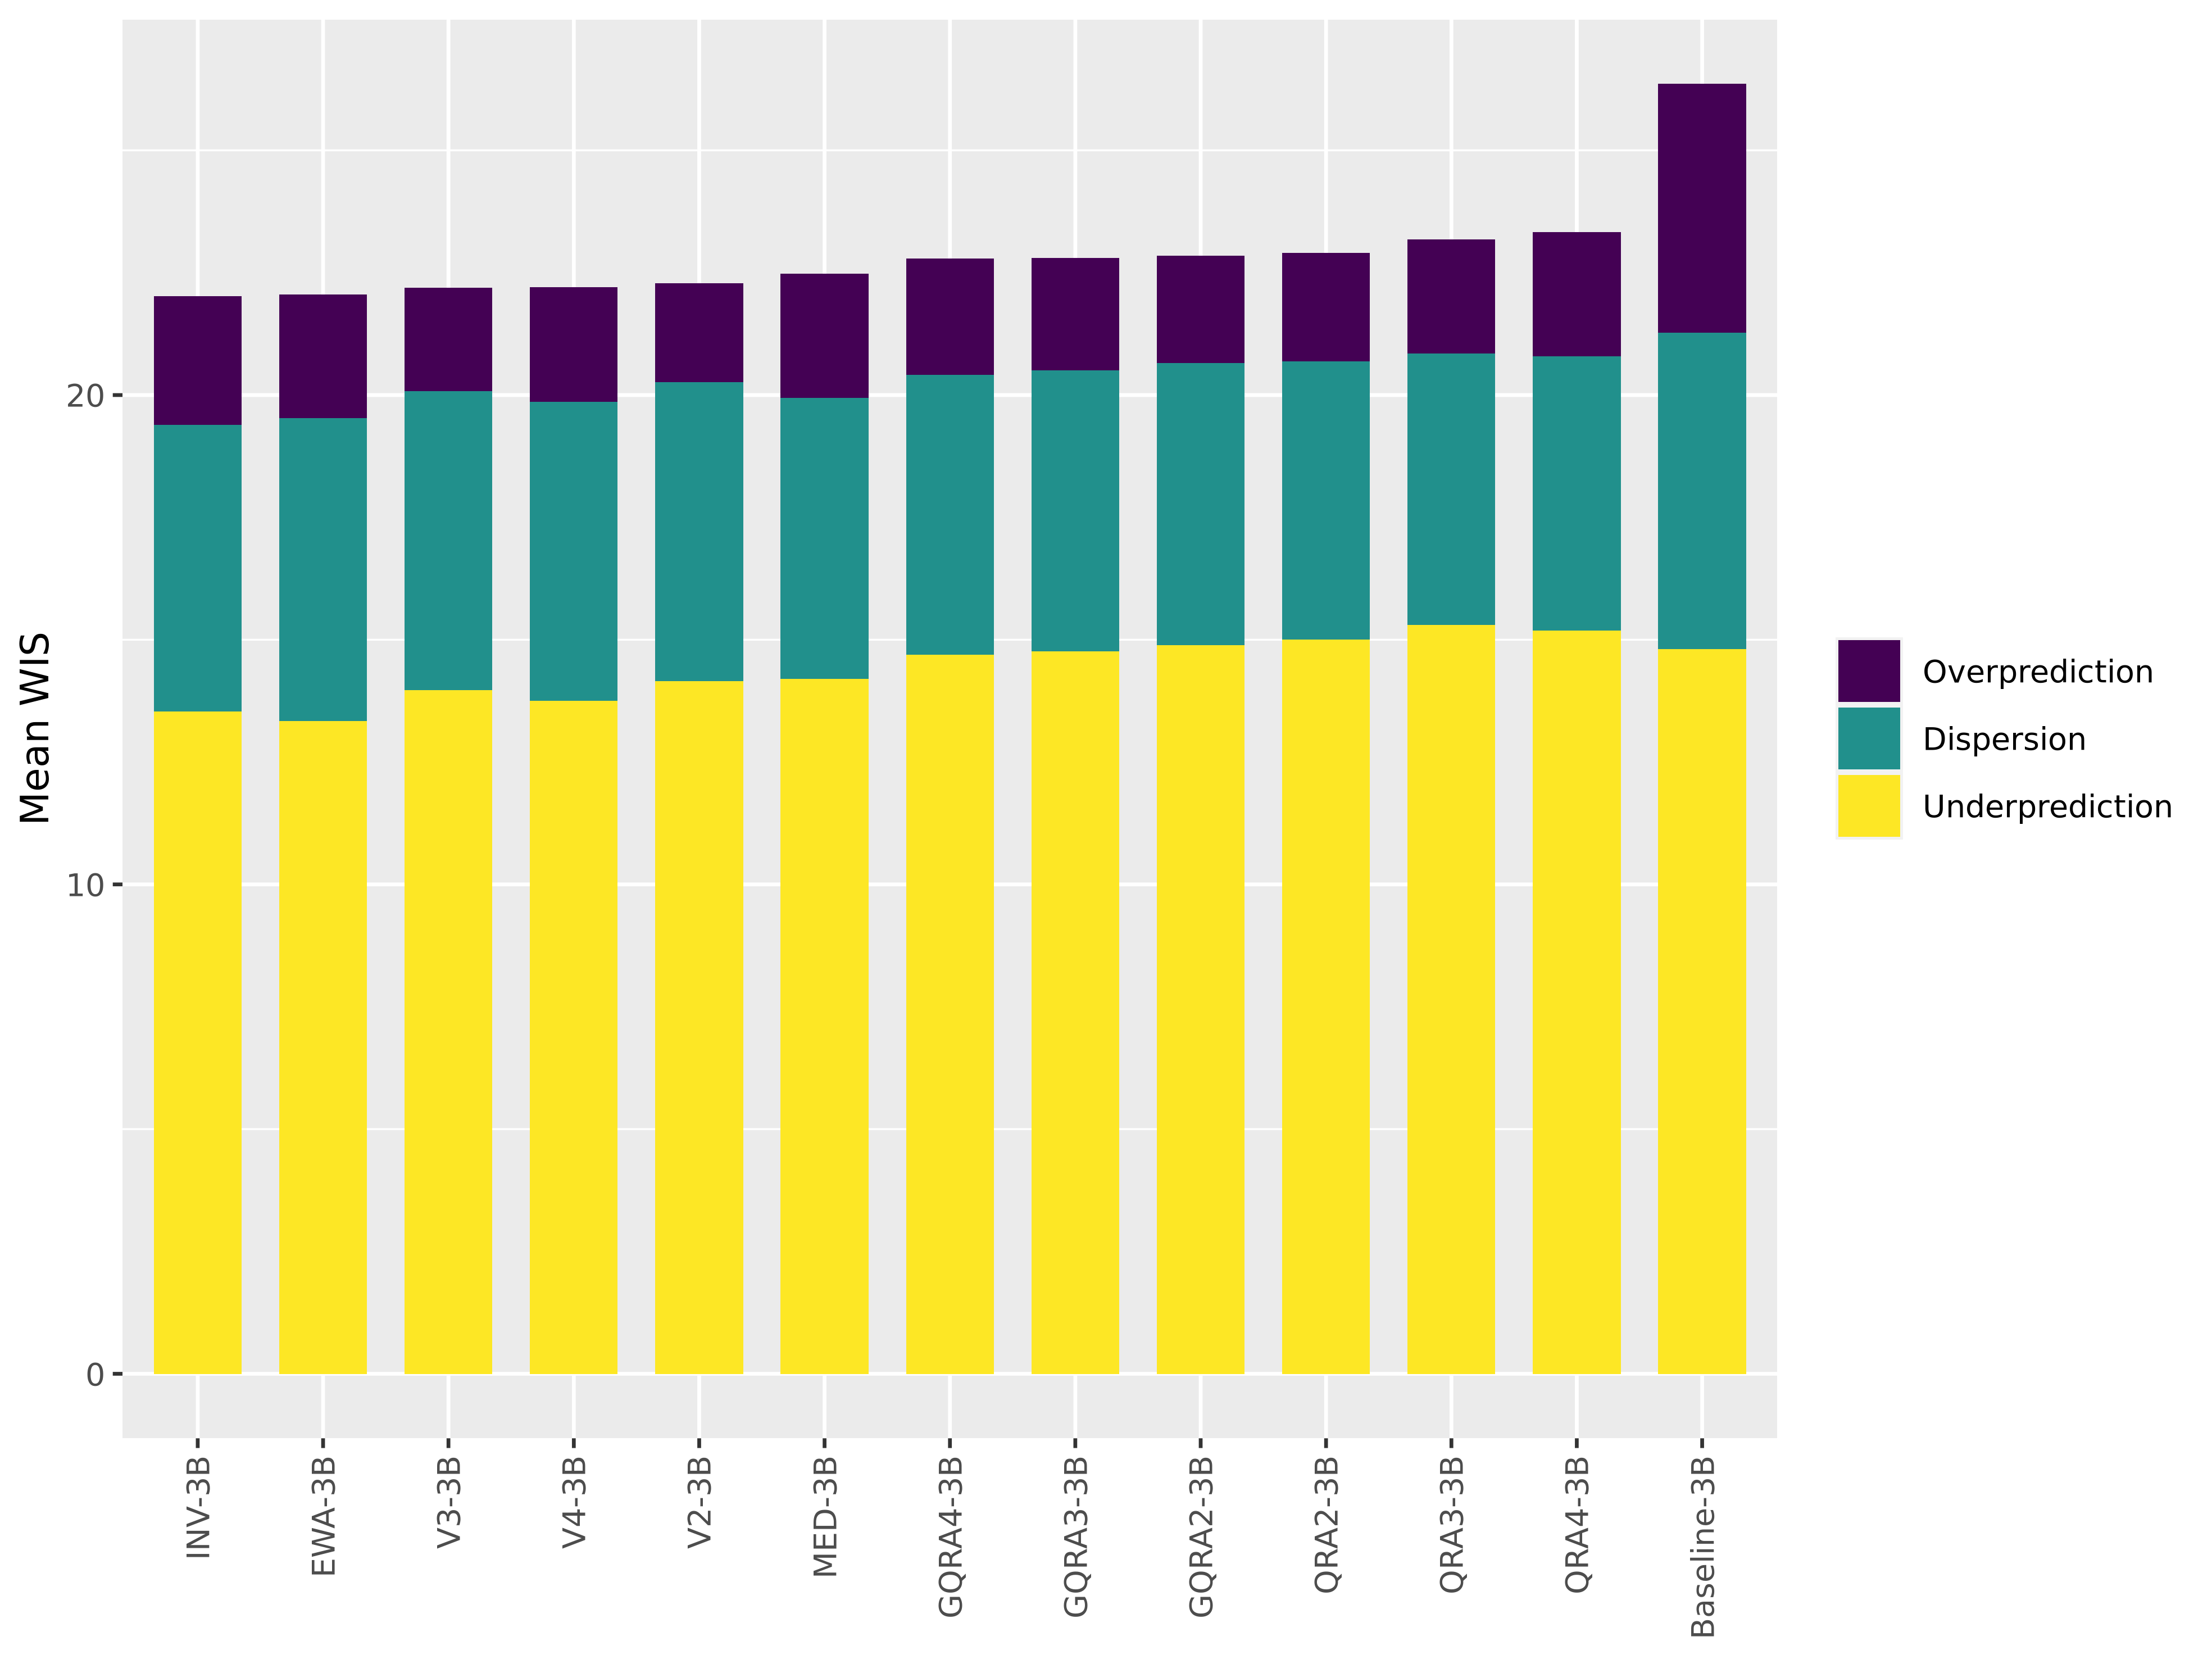 Mean WIS
20
10
0
INV-3B
EWA-3B
V3-3B
V4-3B
V2-3B
MED-3B
GQRA4-3B
GQRA3-3B
GQRA2-3B
QRA2-3B
QRA3-3B
QRA4-3B
Baseline-3B
Overprediction
Dispersion
Underprediction